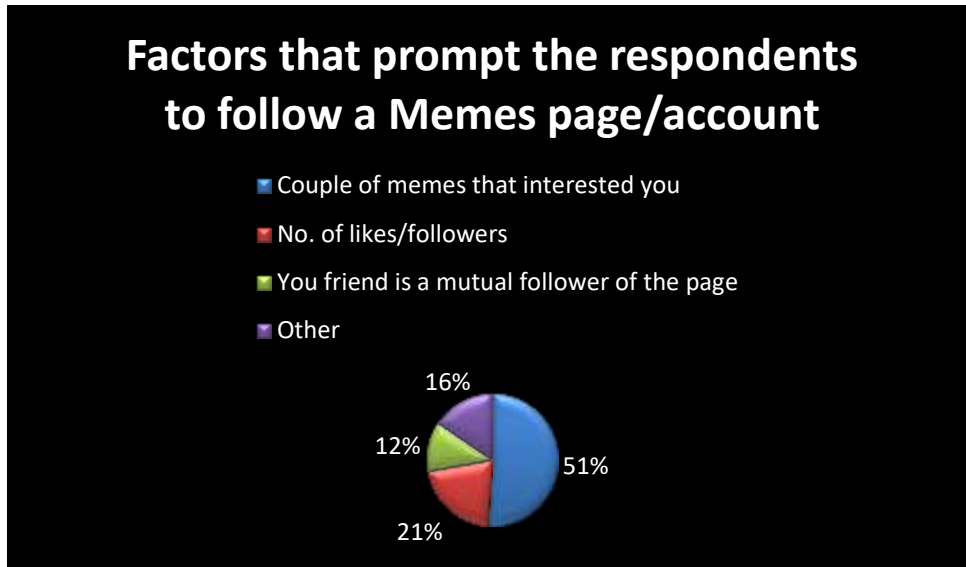 Factors that prompt the respondents
to follow a Memes page/account
Couple of memes that interested you
No. of likes/followers
You friend is a mutual follower of the page
Other
16%
12%
51%
21%